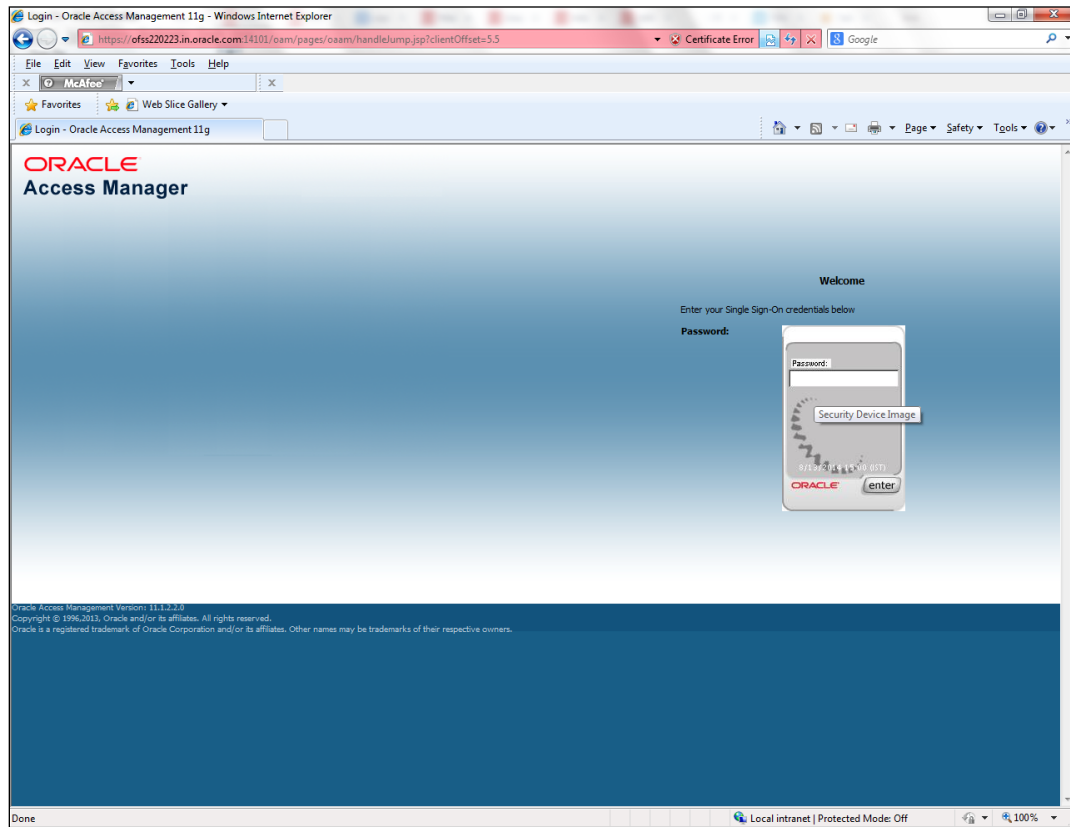 Login - Oracle Access Management 11g - Windows Internet Explorer
https://ofss220223.in.oracle.com:14101/oam/pages/oaam/handleJump.jsp?clientOffset=5.5
Certificate Error
Google
File Edit View Favorites Tools Help
X McAfee X
Favorites Web Slice Gallery
Login - Oracle Access Management 11g
Page Safety Tools
ORACLE
Access Manager
Welcome
Enter your Single Sign-On credentials below
Password:
Password:
Security Device Image
(IST)
ORACLE enter
Oracle Access Management Version: 11.1.2.2.0
Copyright © 1996,2013, Oracle and/or its affiliates. All rights reserved.
Oracle is a registered trademark of Oracle Corporation and/or its affiliates. Other names may be trademarks of their respective owners.
Done
Local intranet | Protected Mode: Off
100%